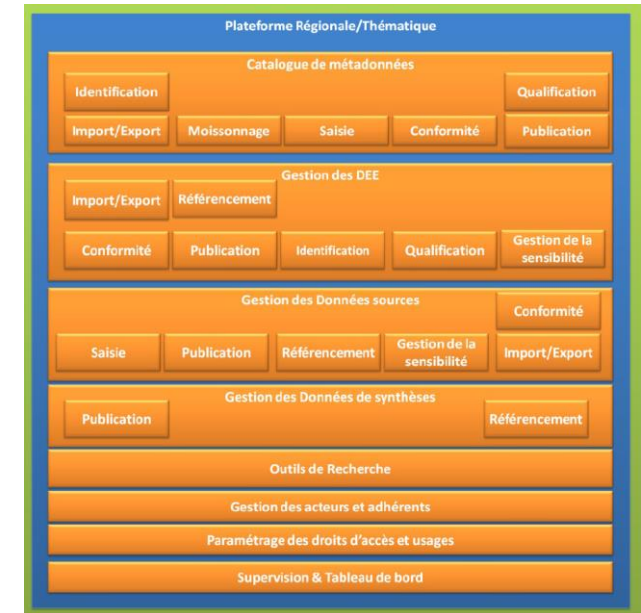 Plateforme Régionale/Thématique
Catalogue de métadonnées
Identification
Qualification
Import/Export
Moissonnage
Saisie
Conformité
Publication
Gestion des DEE
Import/Export
Référencement
Conformité
Publication
Identification
Qualification
Gestion de la
sensibilité
Gestion des Données sources
Conformité
Saisie
Publication
Référencement
Gestion de la
sensibilité
Import/Export
Gestion des Données de synthèses
Publication
Référencement
Outils de Recherche
Gestion des acteurs et adhérents
Paramétrage des droits d'accès et usages
Supervision & Tableau de bord